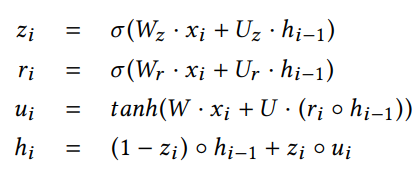 z_i = σ(W_z · x_i + U_z · h_{i−1})
r_i = σ(W_r · x_i + U_r · h_{i−1})
u_i = tanh(W · x_i + U · (r_i ∘ h_{i−1}))
h_i = (1 − z_i) ∘ h_{i−1} + z_i ∘ u_i